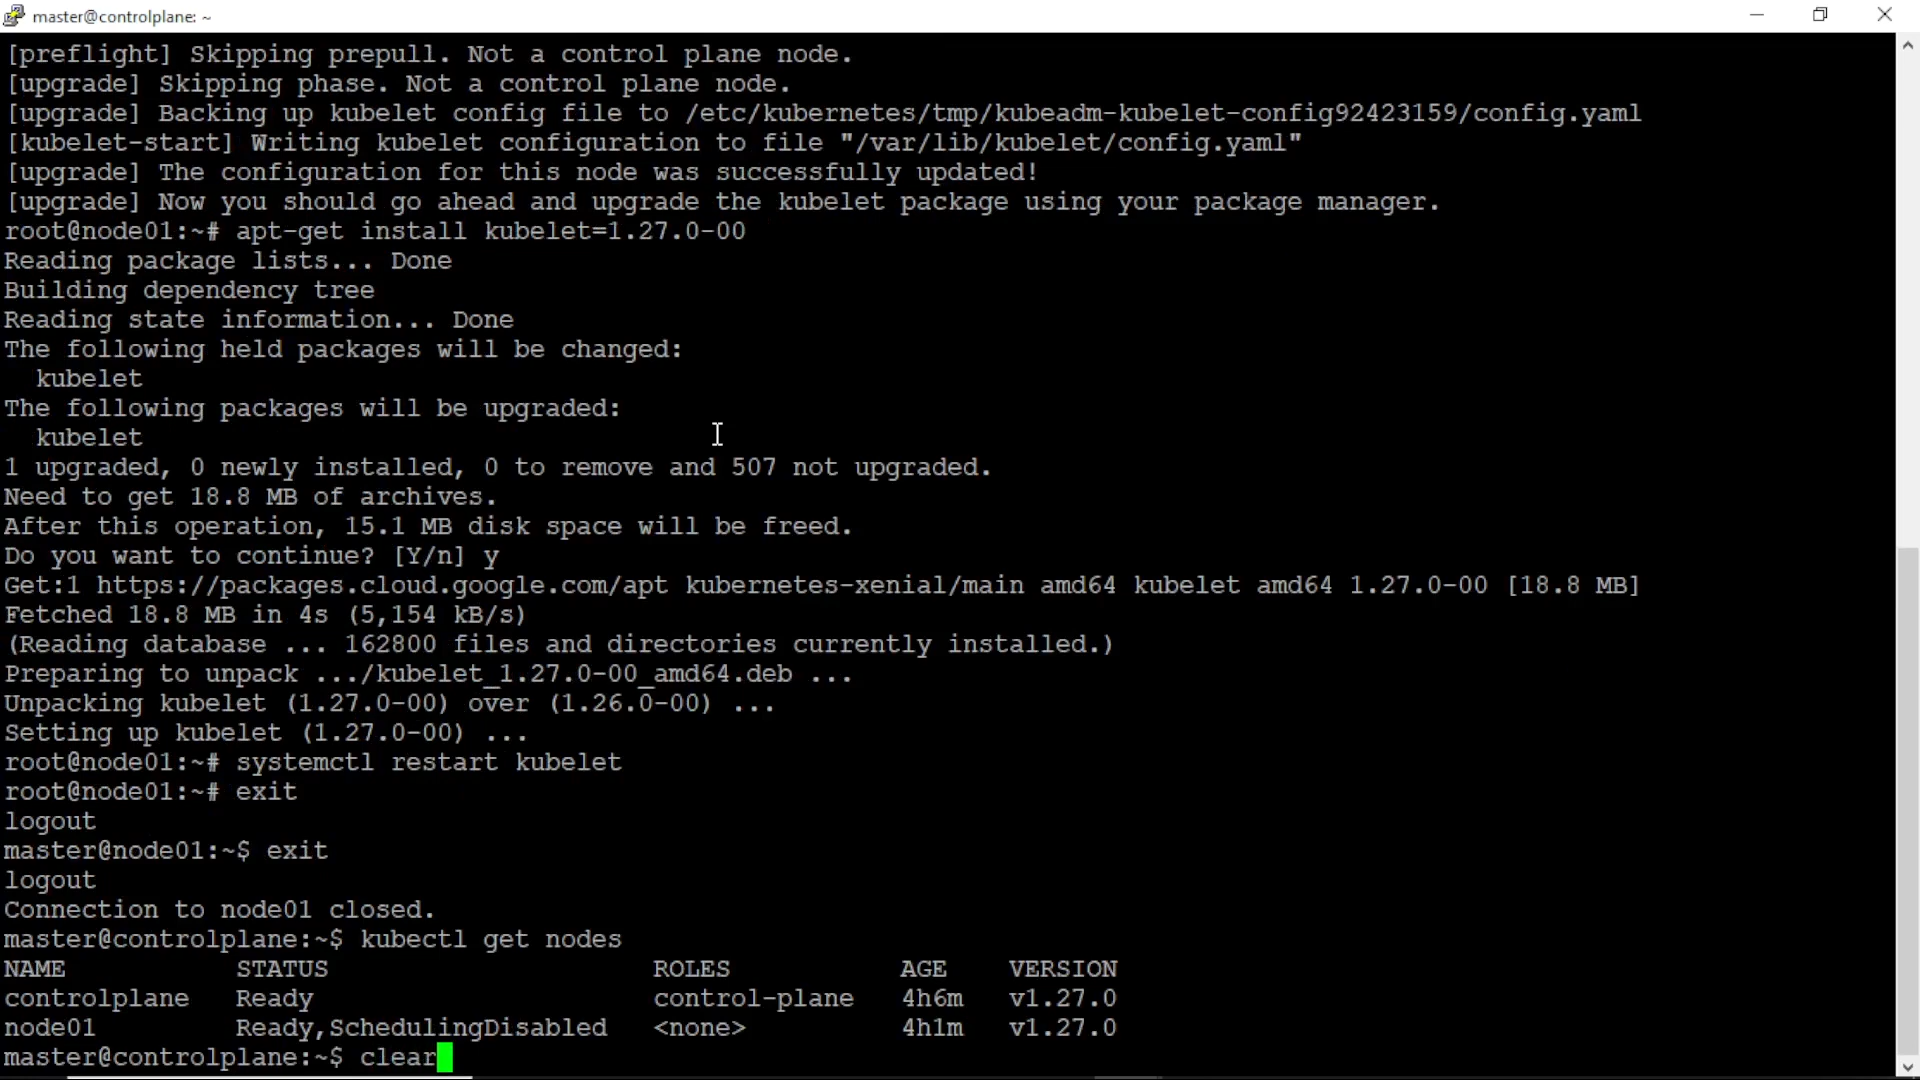 master@controlplane: ~
[preflight] Skipping prepull. Not a control plane node.
[upgrade] Skipping phase. Not a control plane node.
[upgrade] Backing up kubelet config file to /etc/kubernetes/tmp/kubeadm-kubelet-config92423159/config.yaml
[kubelet-start] Writing kubelet configuration to file "/var/lib/kubelet/config.yaml"
[upgrade] The configuration for this node was successfully updated!
[upgrade] Now you should go ahead and upgrade the kubelet package using your package manager.
root@node01:~# apt-get install kubelet=1.27.0-00
Reading package lists... Done
Building dependency tree
Reading state information... Done
The following held packages will be changed:
  kubelet
The following packages will be upgraded:
  kubelet
1 upgraded, 0 newly installed, 0 to remove and 507 not upgraded.
Need to get 18.8 MB of archives.
After this operation, 15.1 MB disk space will be freed.
Do you want to continue? [Y/n] y
Get:1 https://packages.cloud.google.com/apt kubernetes-xenial/main amd64 kubelet amd64 1.27.0-00 [18.8 MB]
Fetched 18.8 MB in 4s (5,154 kB/s)
(Reading database ... 162800 files and directories currently installed.)
Preparing to unpack .../kubelet_1.27.0-00_amd64.deb ...
Unpacking kubelet (1.27.0-00) over (1.26.0-00) ...
Setting up kubelet (1.27.0-00) ...
root@node01:~# systemctl restart kubelet
root@node01:~# exit
logout
master@node01:~$ exit
logout
Connection to node01 closed.
master@controlplane:~$ kubectl get nodes
NAME           STATUS                     ROLES           AGE    VERSION
controlplane   Ready                      control-plane   4h6m   v1.27.0
node01         Ready,SchedulingDisabled   <none>          4h1m   v1.27.0
master@controlplane:~$ clear